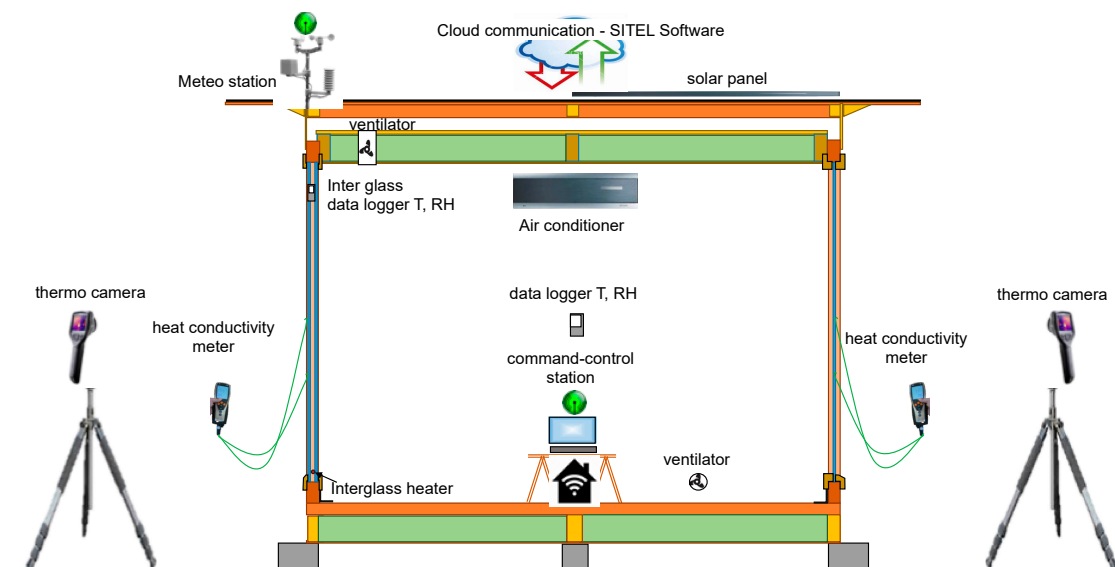 Cloud communication - SITEL Software
Meteo station
solar panel
ventilator
Inter glass
data logger T, RH
Air conditioner
thermo camera
data logger T, RH
thermo camera
heat conductivity
meter
heat conductivity
meter
command-control
station
ventilator
Interglass heater